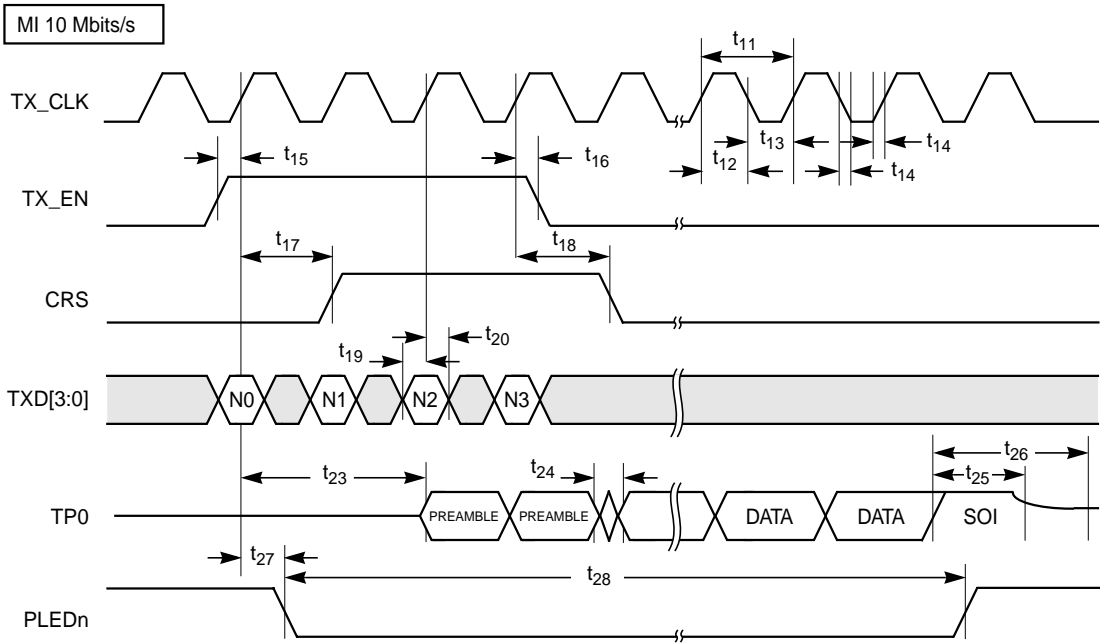 MI 10 Mbits/s
t11
TX_CLK
t13
t14
t15
t16
t12
t14
TX_EN
t17
t18
CRS
t20
t19
TXD[3:0]
N0
N1
N2
N3
t26
t23
t24
t25
TP0
PREAMBLE
PREAMBLE
DATA
DATA
SOI
t27
t28
PLEDn